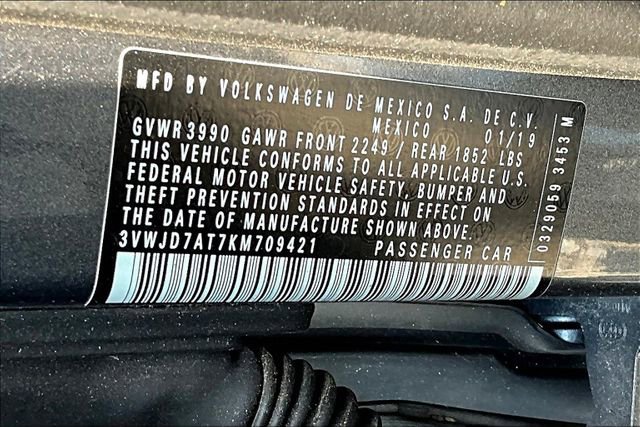 MFD BY VOLKSWAGEN DE MEXICO S.A. DE C.V.
MEXICO 01/19
GVWR 3990 GAWR FRONT 2249 / REAR 1852 LBS
THIS VEHICLE CONFORMS TO ALL APPLICABLE U.S.
FEDERAL MOTOR VEHICLE SAFETY, BUMPER AND
THEFT PREVENTION STANDARDS IN EFFECT ON
THE DATE OF MANUFACTURE SHOWN ABOVE.
3VWJD7AT7KM709421 PASSENGER CAR
0329059 3453 M